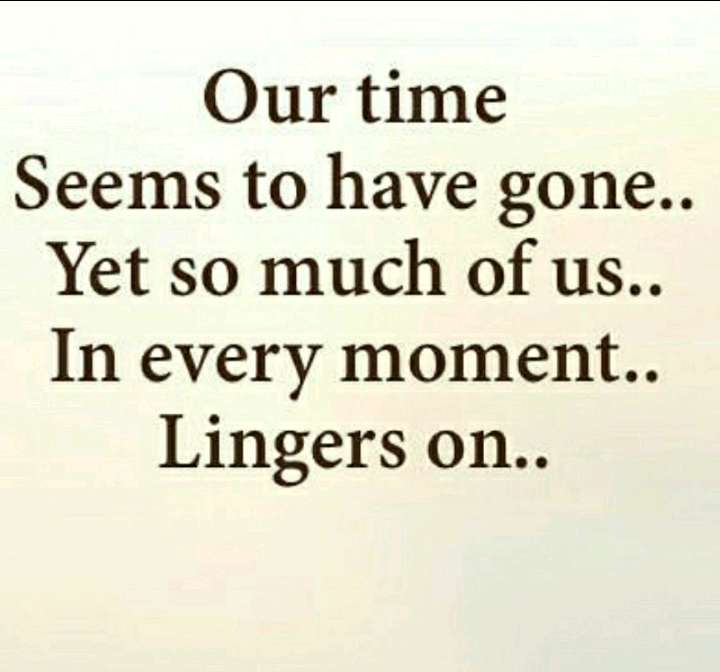 Our time
Seems to have gone..
Yet so much of us..
In every moment..
Lingers on..